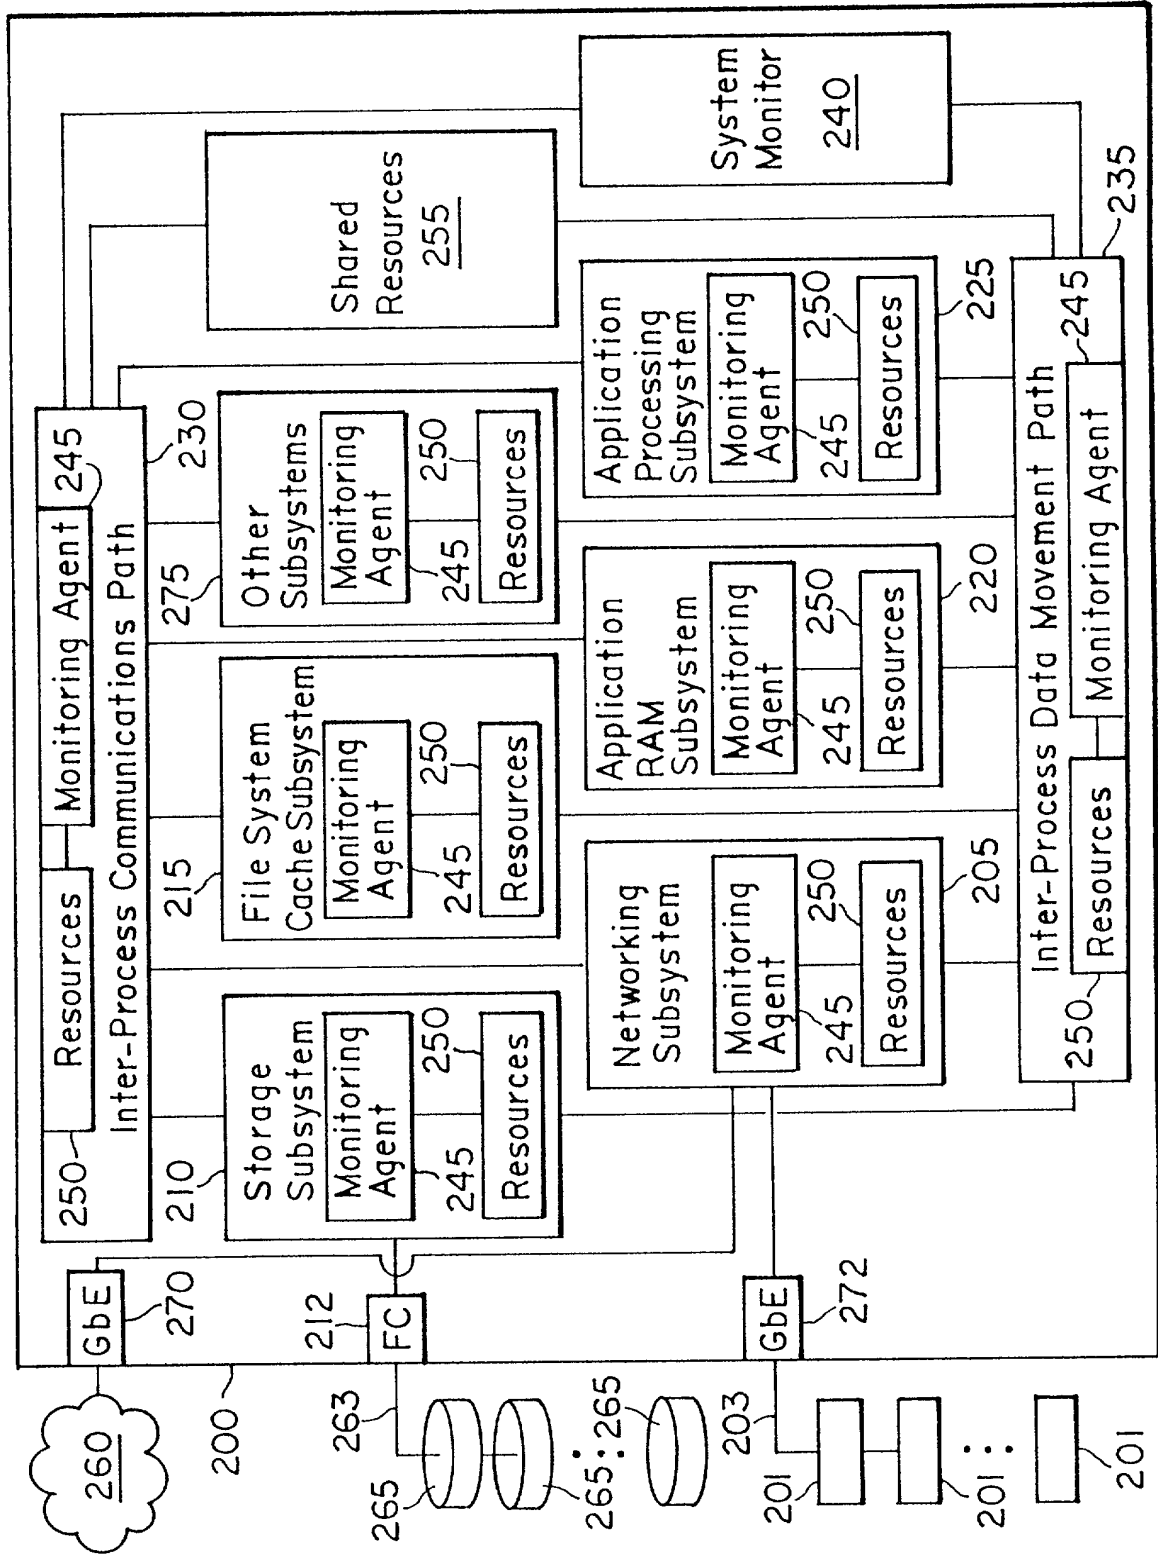 260
GbE
270
200
250
Resources
Monitoring Agent
245
Inter-Process Communications Path
230
210
Storage
Subsystem
Monitoring
Agent
245
250
Resources
215
File System
Cache Subsystem
Monitoring
Agent
245
250
Resources
275
Other
Subsystems
Monitoring
Agent
245
250
Resources
Shared
Resources
255
263
212
FC
265
265
265
Networking
Subsystem
Monitoring
Agent
245
250
Resources
205
Application
RAM
Subsystem
Monitoring
Agent
245
250
Resources
220
Application
Processing
Subsystem
Monitoring
Agent
245
250
Resources
225
System
Monitor
240
203
GbE
272
201
201
201
Inter-Process Data Movement Path
235
250
Resources
Monitoring Agent
245